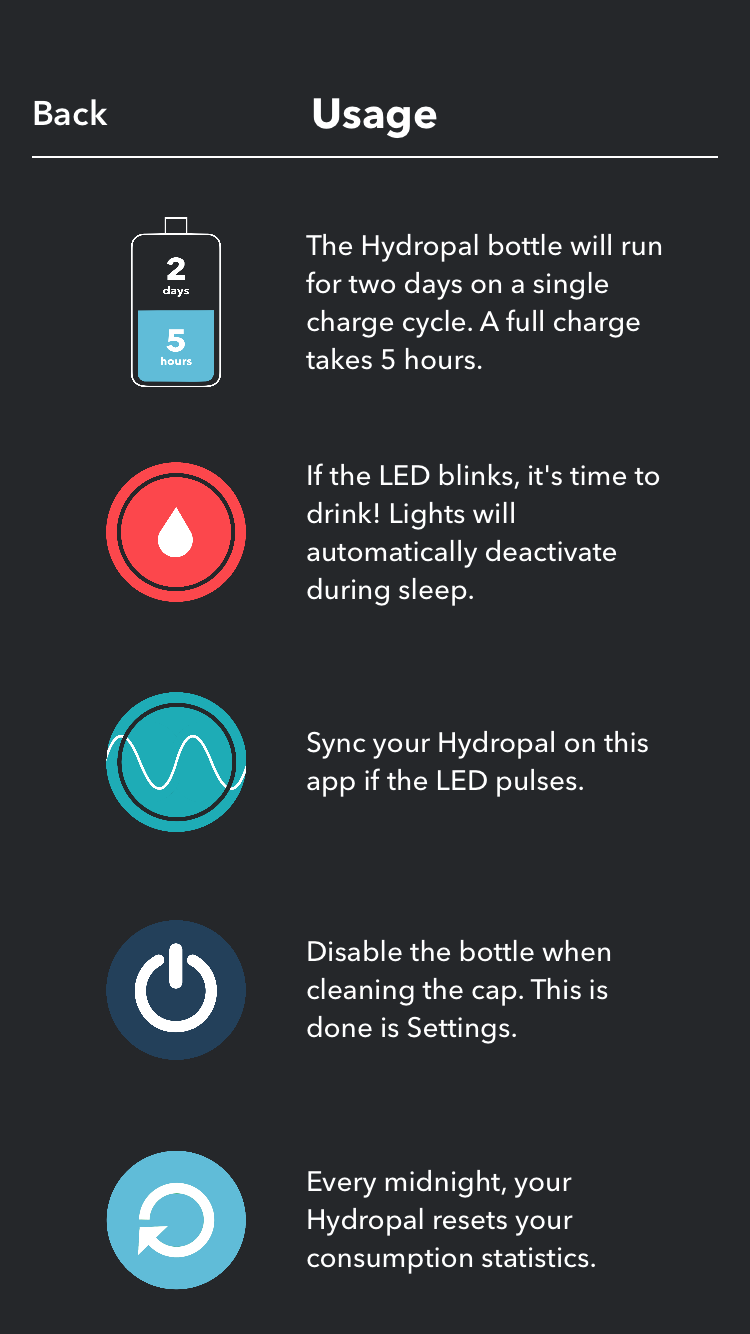 Back
Usage
2
days
5
hours
The Hydropal bottle will run
for two days on a single
charge cycle. A full charge
takes 5 hours.
If the LED blinks, it's time to
drink! Lights will
automatically deactivate
during sleep.
Sync your Hydropal on this
app if the LED pulses.
Disable the bottle when
cleaning the cap. This is
done is Settings.
Every midnight, your
Hydropal resets your
consumption statistics.